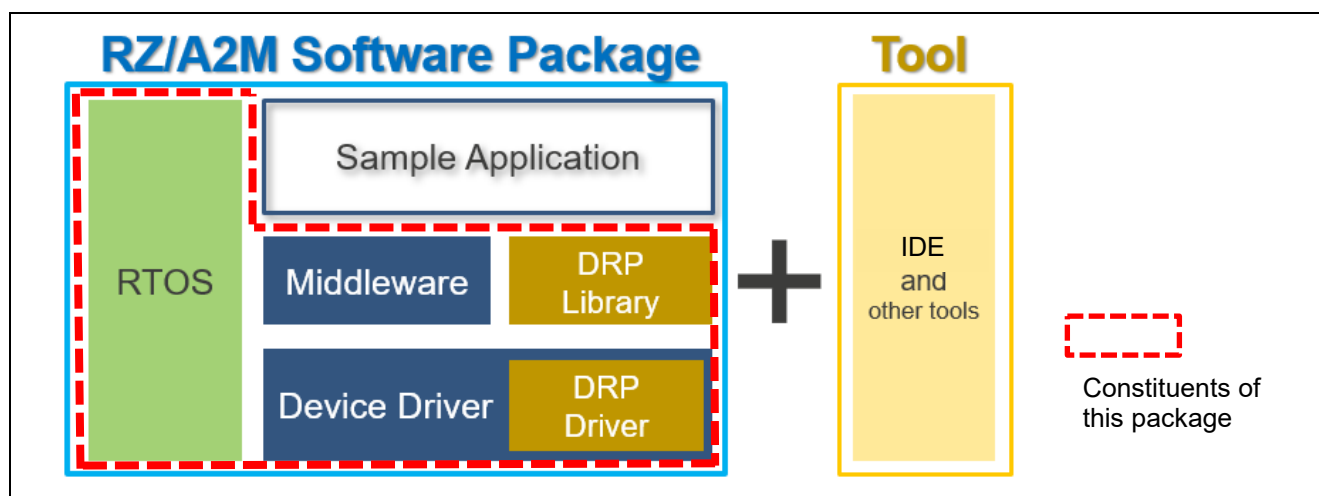 RZ/A2M Software Package
Tool
RTOS
Sample Application
Middleware
DRP
Library
Device Driver
DRP
Driver
+
IDE
and
other tools
Constituents of
this package